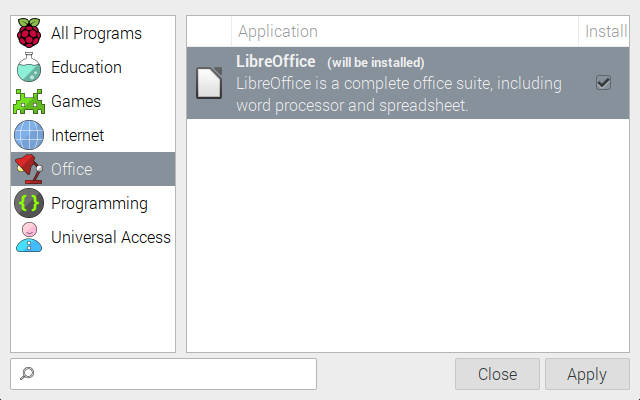 Application Install
All Programs
Education
Games
Internet
Office
Programming
Universal Access
LibreOffice (will be installed)
LibreOffice is a complete office suite, including
word processor and spreadsheet.
Close Apply